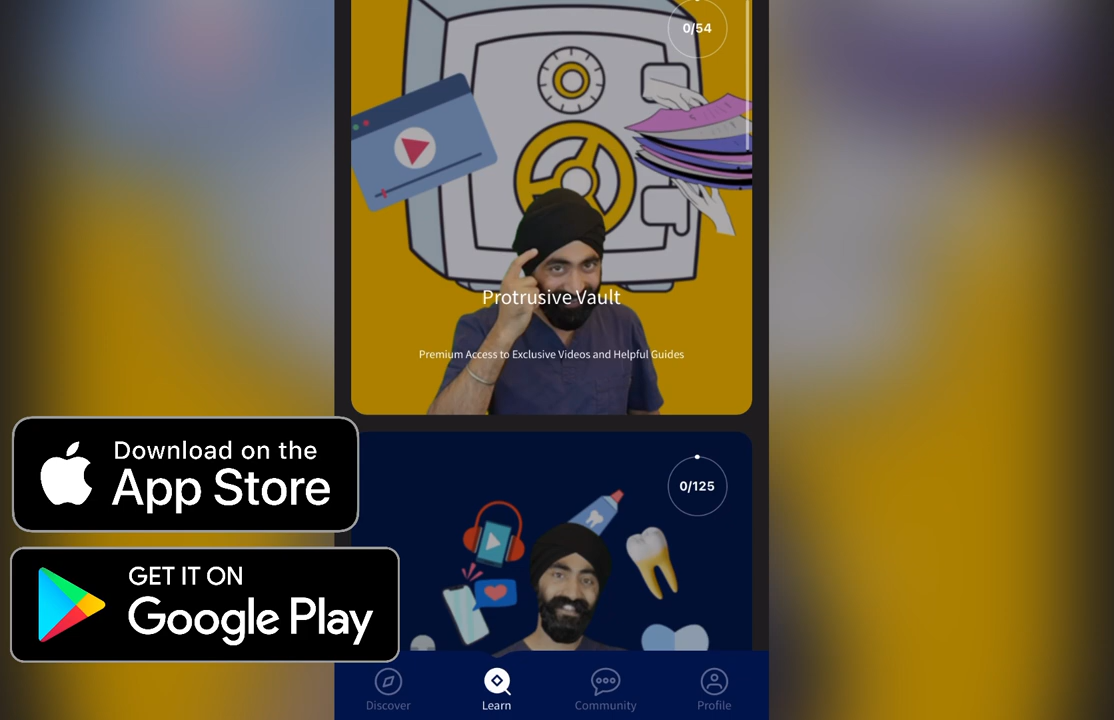 0/54
Protrusive Vault
Premium Access to Exclusive Videos and Helpful Guides
Download on the
App Store
0/125
GET IT ON
Google Play
Discover
Learn
Community
Profile